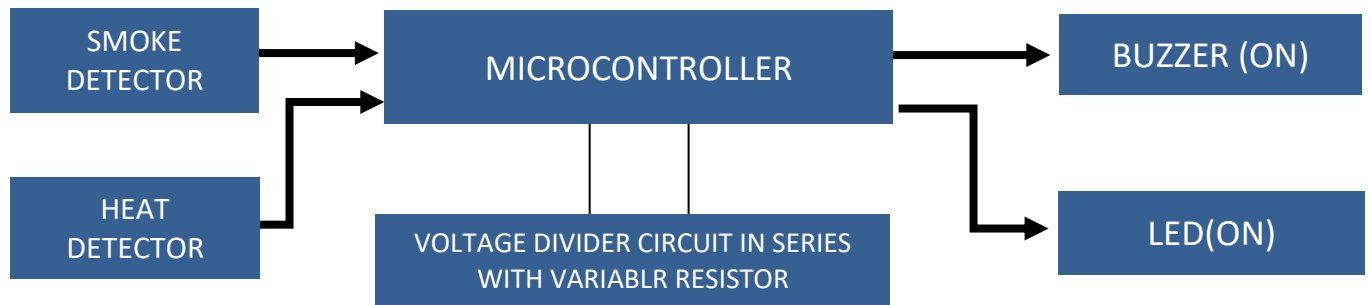 SMOKE
DETECTOR
MICROCONTROLLER
BUZZER (ON)
HEAT
DETECTOR
VOLTAGE DIVIDER CIRCUIT IN SERIES
WITH VARIABLR RESISTOR
LED(ON)